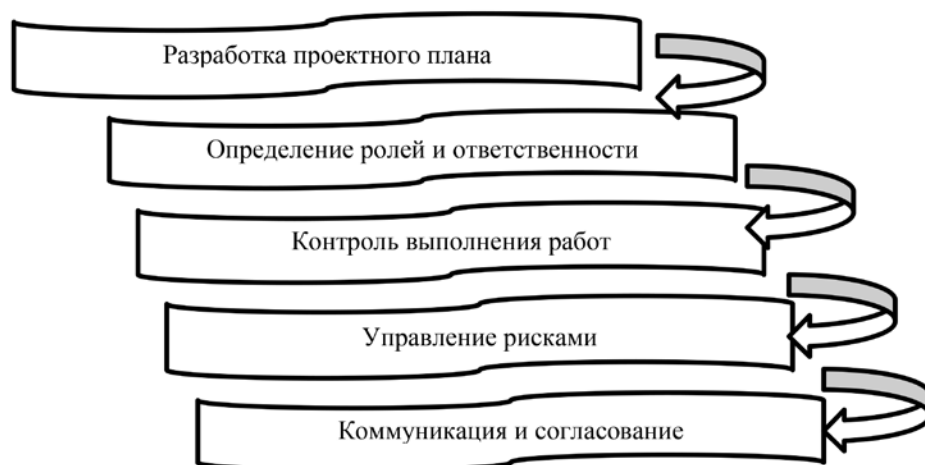 Разработка проектного плана
Определение ролей и ответственности
Контроль выполнения работ
Управление рисками
Коммуникация и согласование